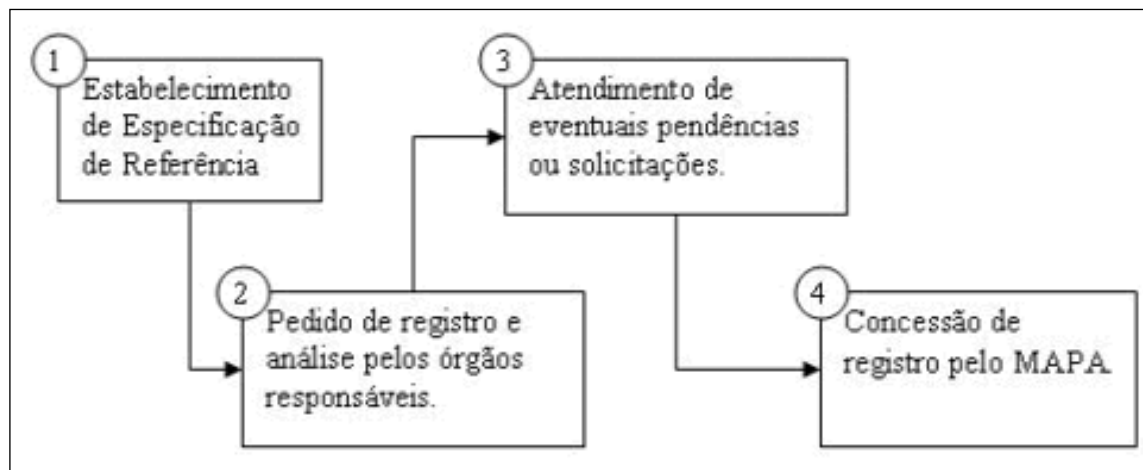 1
Estabelecimento
de Especificação
de Referência
2
Pedido de registro e
análise pelos órgãos
responsáveis.
3
Atendimento de
eventuais pendências
ou solicitações.
4
Concessão de
registro pelo MAPA.